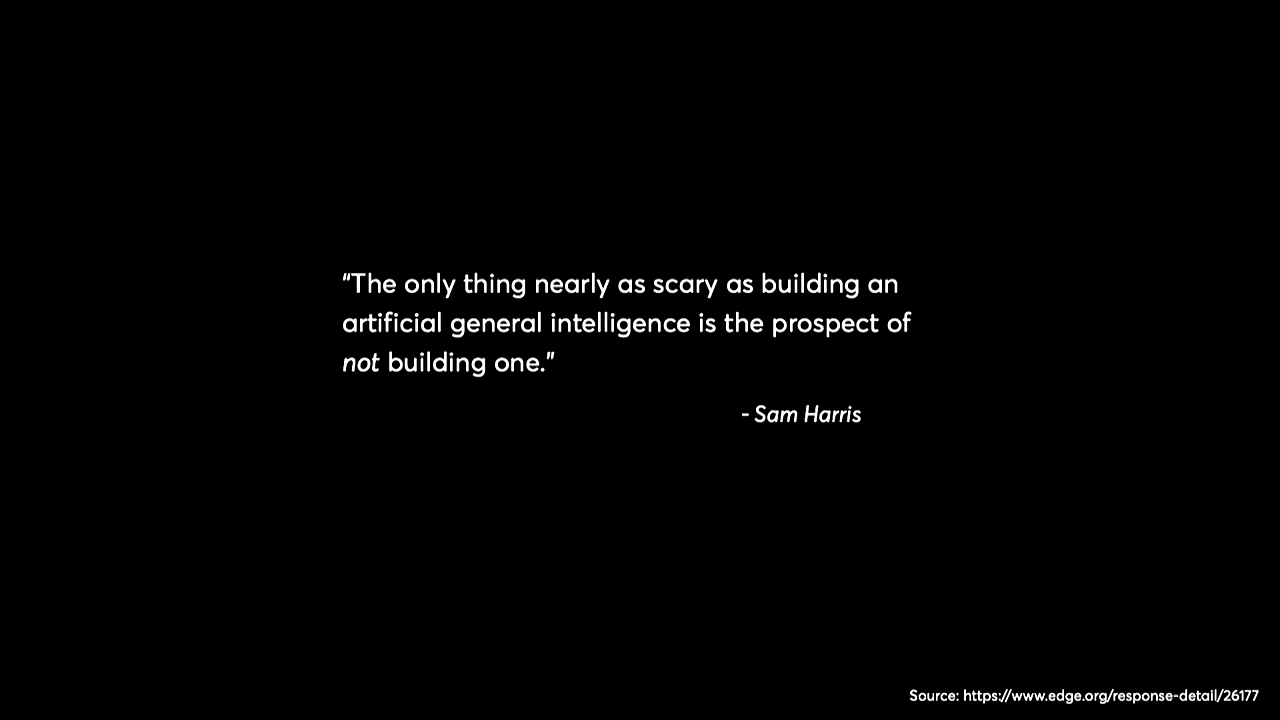 "The only thing nearly as scary as building an
artificial general intelligence is the prospect of
not building one."
- Sam Harris
Source: https://www.edge.org/response-detail/26177